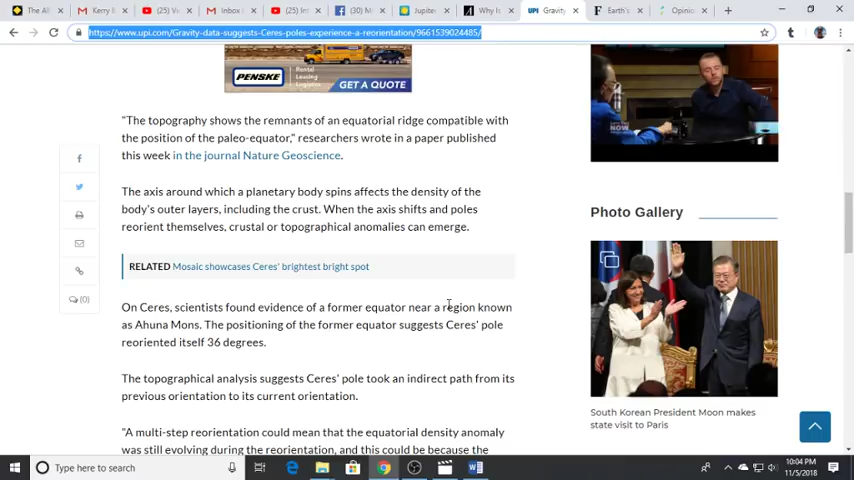 The Al
Kerry B
(25) V
Inbox (
(25) In
(30) M
Jupiter
Why Is
UPI
Gravity
Earth's
Opinio
https://www.upi.com/Gravity-data-suggests-Ceres-poles-experience-a-reorientation/9661539024485/
PENSKE
Truck Rental
Leasing
Logistics
GET A QUOTE
"The topography shows the remnants of an equatorial ridge compatible with
the position of the paleo-equator," researchers wrote in a paper published
this week in the journal Nature Geoscience.
The axis around which a planetary body spins affects the density of the
body's outer layers, including the crust. When the axis shifts and poles
reorient themselves, crustal or topographical anomalies can emerge.
RELATED Mosaic showcases Ceres' brightest bright spot
On Ceres, scientists found evidence of a former equator near a region known
as Ahuna Mons. The positioning of the former equator suggests Ceres' pole
reoriented itself 36 degrees.
The topographical analysis suggests Ceres' pole took an indirect path from its
previous orientation to its current orientation.
"A multi-step reorientation could mean that the equatorial density anomaly
was still evolving during the reorientation, and this could be because the
(0)
NOW
Photo Gallery
South Korean President Moon makes
state visit to Paris
Type here to search
10:04 PM
11/5/2018